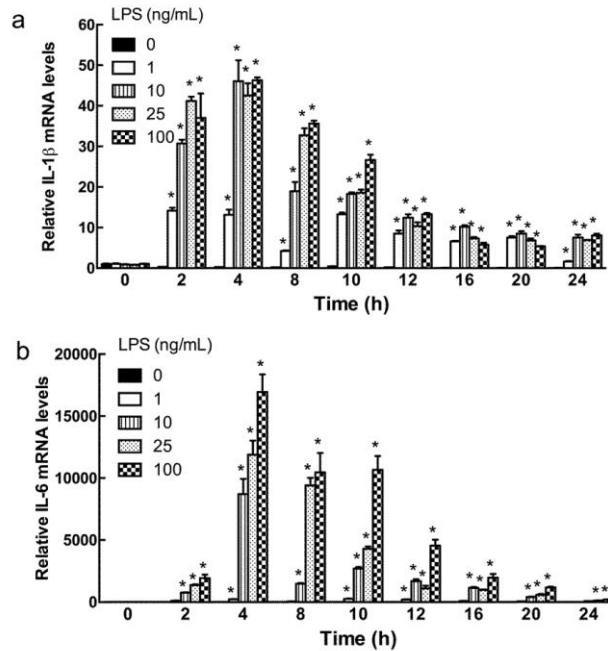 a
LPS (ng/mL)
0
1
10
25
100
Relative IL-1β mRNA levels
60
50
40
30
20
10
0
* * * * * * * * * * * * * * * * * * * * * * * * * * * * * * * *
0 2 4 8 10 12 16 20 24
Time (h)
b
LPS (ng/mL)
0
1
10
25
100
Relative IL-6 mRNA levels
20000
15000
10000
5000
0
* * * * * * * * * * * * * * * * * * * * * * * * * * *
0 2 4 8 10 12 16 20 24
Time (h)